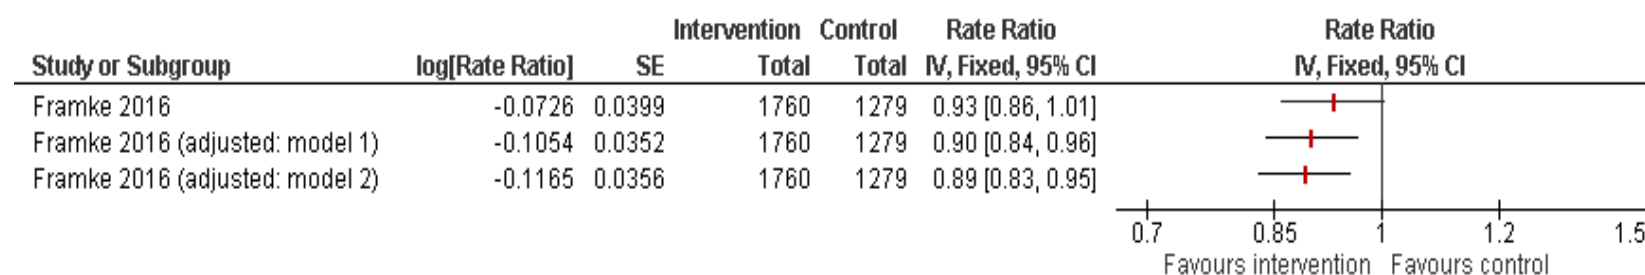 Intervention Control Rate Ratio Rate Ratio
Study or Subgroup log[Rate Ratio] SE Total Total IV, Fixed, 95% CI IV, Fixed, 95% CI
Framke 2016 -0.0726 0.0399 1760 1279 0.93 [0.86, 1.01]
Framke 2016 (adjusted: model 1) -0.1054 0.0352 1760 1279 0.90 [0.84, 0.96]
Framke 2016 (adjusted: model 2) -0.1165 0.0356 1760 1279 0.89 [0.83, 0.95]
0.7 0.85 1 1.2 1.5
Favours intervention Favours control